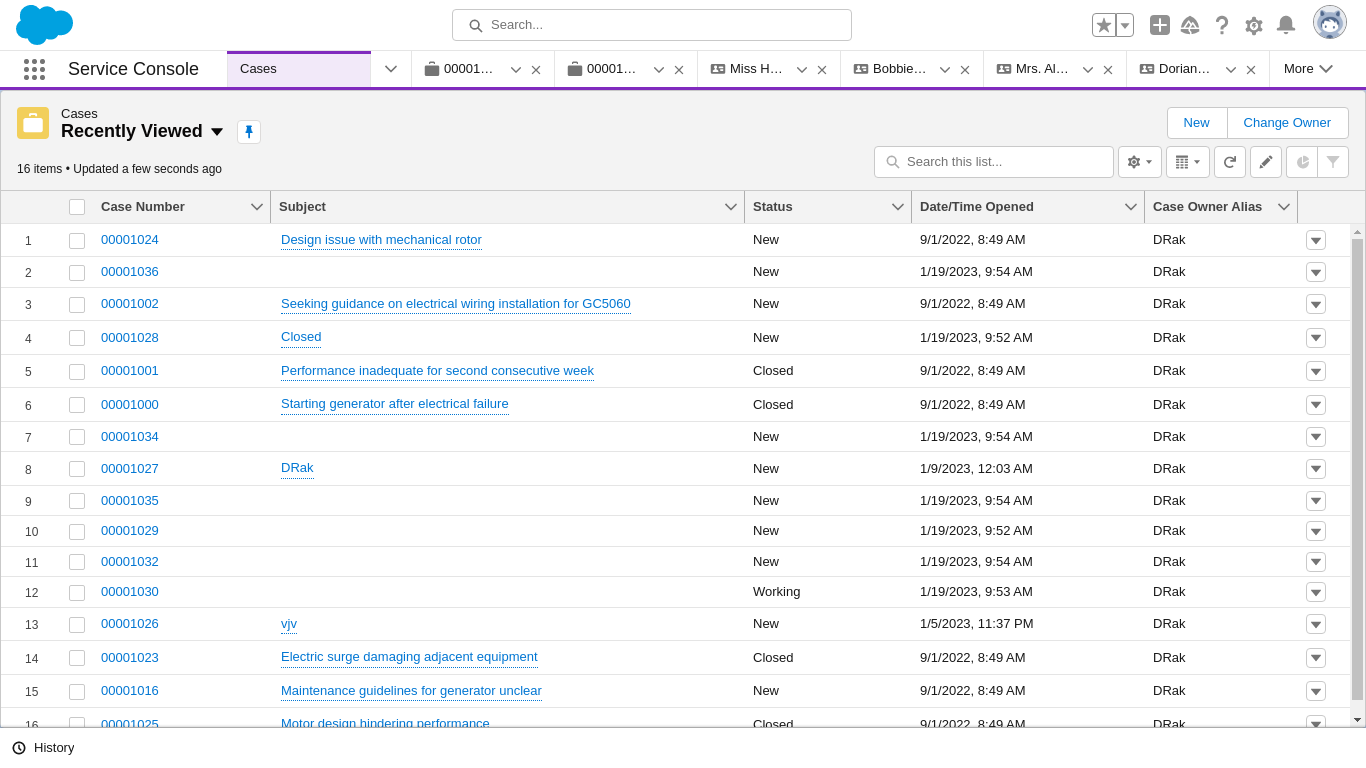 Search...
Service Console
Cases
00001...
00001...
Miss H...
Bobbie...
Mrs. Al...
Dorian...
More
Cases
Recently Viewed
New
Change Owner
16 items • Updated a few seconds ago
Search this list...
Case Number Subject Status Date/Time Opened Case Owner Alias
1 00001024 Design issue with mechanical rotor New 9/1/2022, 8:49 AM DRak
2 00001036 New 1/19/2023, 9:54 AM DRak
3 00001002 Seeking guidance on electrical wiring installation for GC5060 New 9/1/2022, 8:49 AM DRak
4 00001028 Closed New 1/19/2023, 9:52 AM DRak
5 00001001 Performance inadequate for second consecutive week Closed 9/1/2022, 8:49 AM DRak
6 00001000 Starting generator after electrical failure Closed 9/1/2022, 8:49 AM DRak
7 00001034 New 1/19/2023, 9:54 AM DRak
8 00001027 DRak New 1/9/2023, 12:03 AM DRak
9 00001035 New 1/19/2023, 9:54 AM DRak
10 00001029 New 1/19/2023, 9:52 AM DRak
11 00001032 New 1/19/2023, 9:54 AM DRak
12 00001030 Working 1/19/2023, 9:53 AM DRak
13 00001026 vjv New 1/5/2023, 11:37 PM DRak
14 00001023 Electric surge damaging adjacent equipment Closed 9/1/2022, 8:49 AM DRak
15 00001016 Maintenance guidelines for generator unclear New 9/1/2022, 8:49 AM DRak
16 00001025 Motor design hindering performance Closed 9/1/2022, 8:49 AM DRak
History